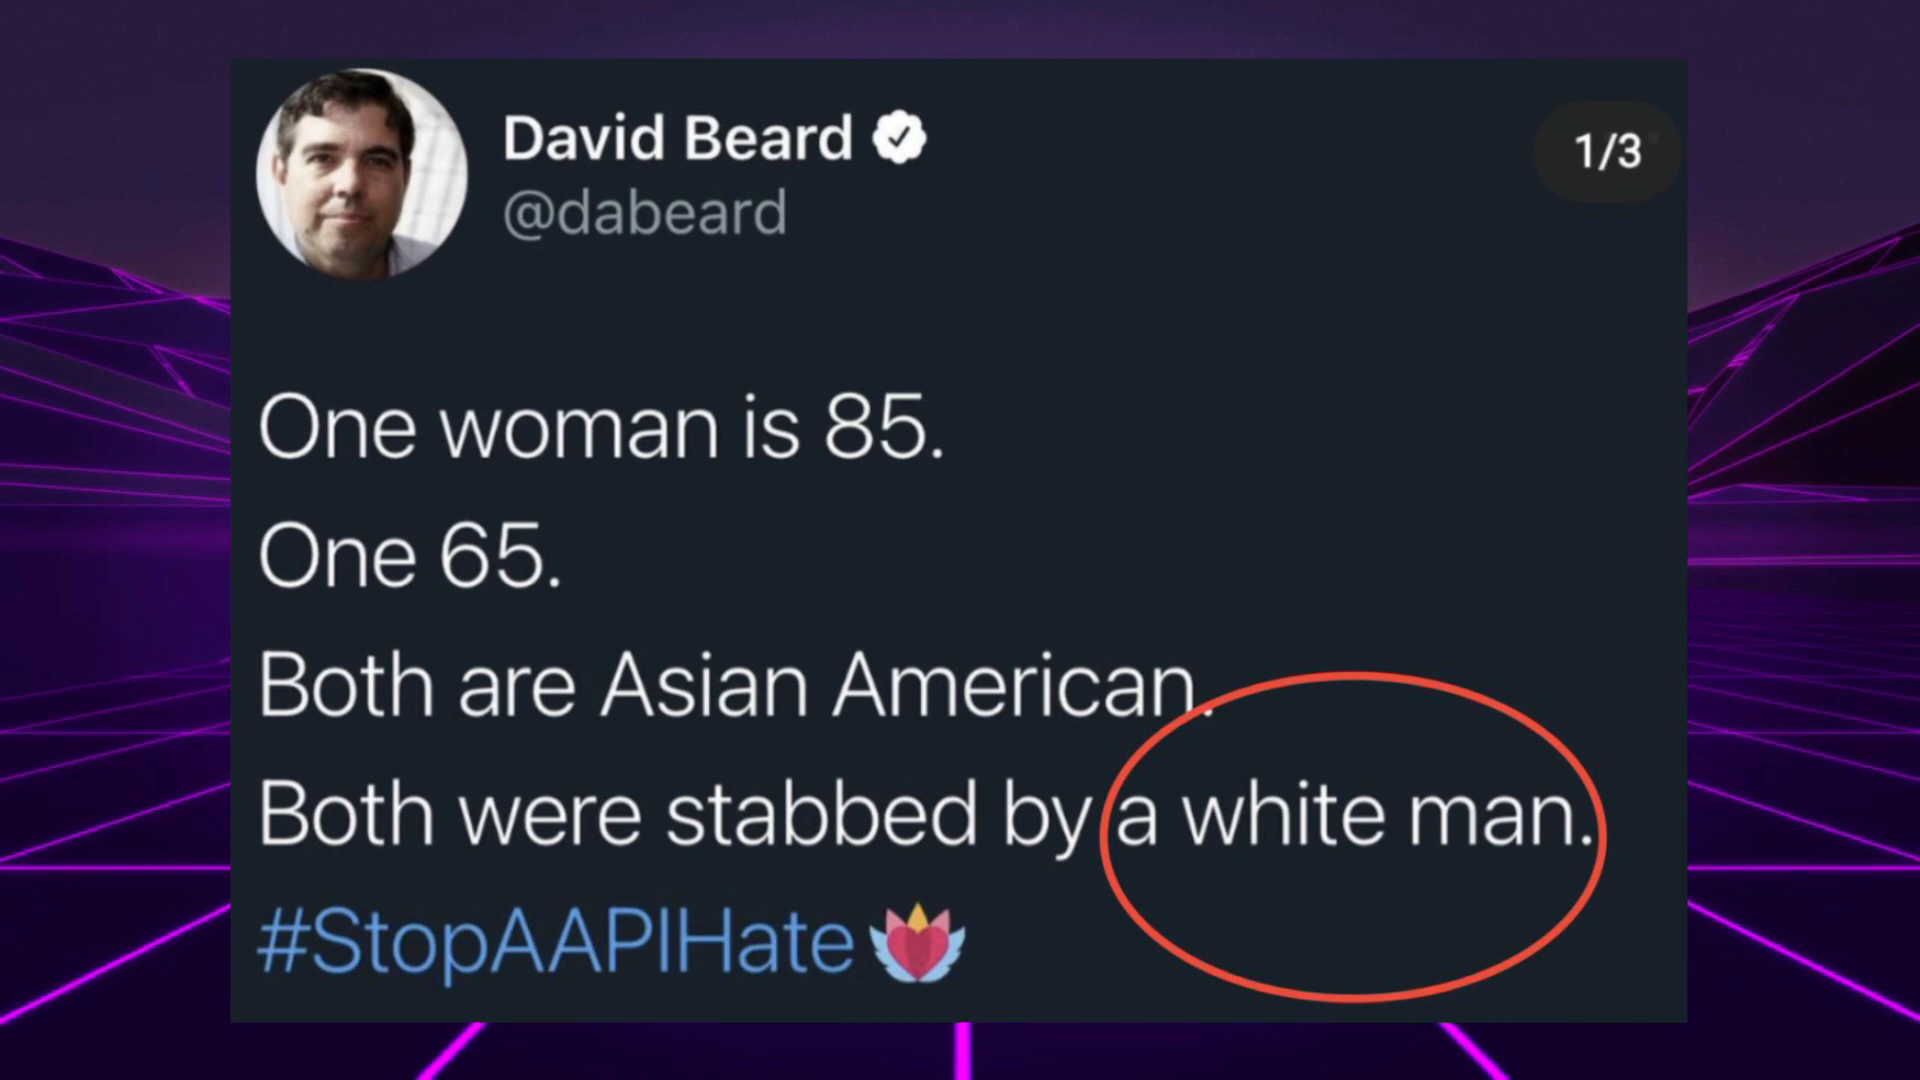 David Beard
@dabeard
1/3
One woman is 85.
One 65.
Both are Asian American.
Both were stabbed by a white man.
#StopAAPIHate